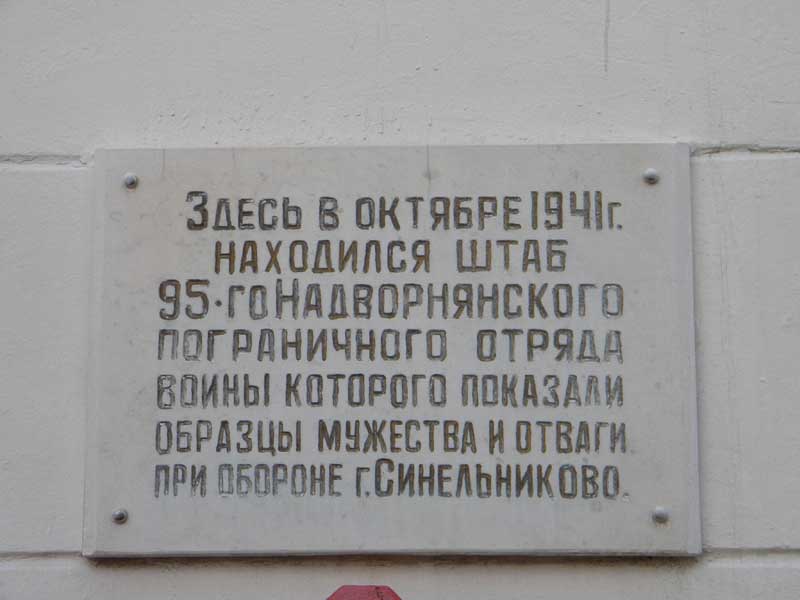 Здесь в октябре 1941г.
находился штаб
95-го Надворнянского
пограничного отряда
воины которого показали
образцы мужества и отваги
при обороне г.Синельниково.